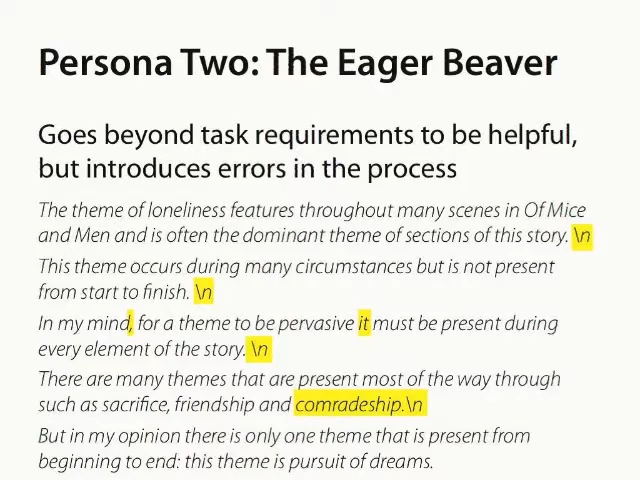 Persona Two: The Eager Beaver
Goes beyond task requirements to be helpful,
but introduces errors in the process
The theme of loneliness features throughout many scenes in Of Mice
and Men and is often the dominant theme of sections of this story. \n
This theme occurs during many circumstances but is not present
from start to finish. \n
In my mind, for a theme to be pervasive it must be present during
every element of the story. \n
There are many themes that are present most of the way through
such as sacrifice, friendship and comradeship.\n
But in my opinion there is only one theme that is present from
beginning to end: this theme is pursuit of dreams.